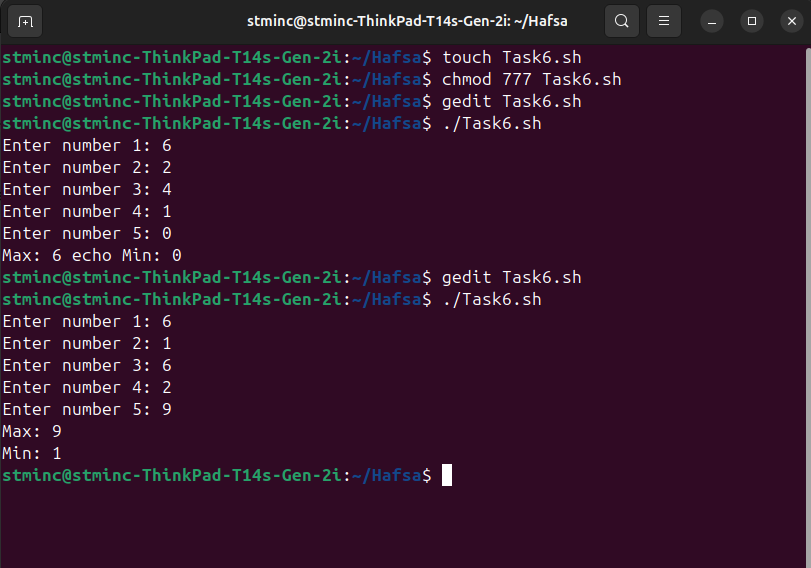 stminc@stminc-ThinkPad-T14s-Gen-2i: ~/Hafsa
stminc@stminc-ThinkPad-T14s-Gen-2i:~/Hafsa$ touch Task6.sh
stminc@stminc-ThinkPad-T14s-Gen-2i:~/Hafsa$ chmod 777 Task6.sh
stminc@stminc-ThinkPad-T14s-Gen-2i:~/Hafsa$ gedit Task6.sh
stminc@stminc-ThinkPad-T14s-Gen-2i:~/Hafsa$ ./Task6.sh
Enter number 1: 6
Enter number 2: 2
Enter number 3: 4
Enter number 4: 1
Enter number 5: 0
Max: 6 echo Min: 0
stminc@stminc-ThinkPad-T14s-Gen-2i:~/Hafsa$ gedit Task6.sh
stminc@stminc-ThinkPad-T14s-Gen-2i:~/Hafsa$ ./Task6.sh
Enter number 1: 6
Enter number 2: 1
Enter number 3: 6
Enter number 4: 2
Enter number 5: 9
Max: 9
Min: 1
stminc@stminc-ThinkPad-T14s-Gen-2i:~/Hafsa$